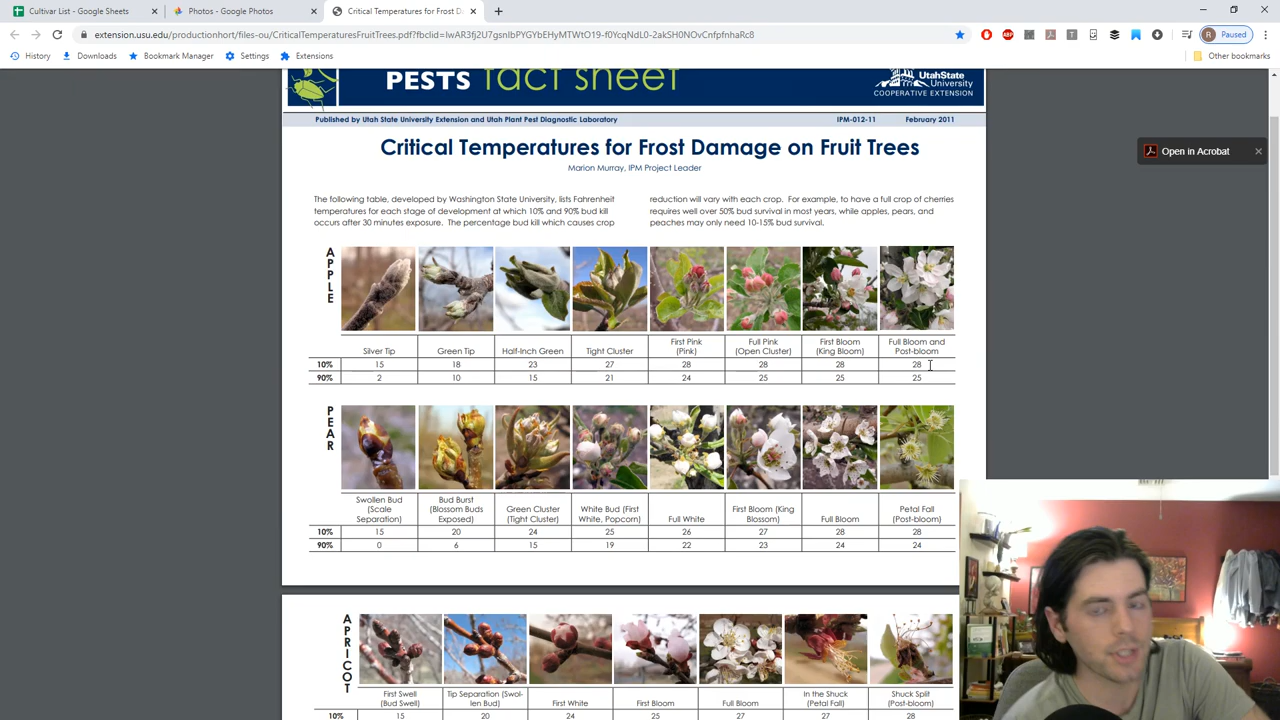 Cultivar List - Google Sheets
Photos - Google Photos
Critical Temperatures for Frost D
extension.usu.edu/productionhort/files-ou/CriticalTemperaturesFruitTrees.pdf?fbclid=IwAR3fj2U7gsnIbPYGYbEHyMTWtO19-f0YcqNdL0-2akSH0NOvCnfpfnhaRc8
Paused
History
Downloads
Bookmark Manager
Settings
Extensions
Other bookmarks
PESTS fact sheet
UtahState
University
COOPERATIVE EXTENSION
Published by Utah State University Extension and Utah Plant Pest Diagnostic Laboratory IPM-012-11 February 2011
Open in Acrobat
Critical Temperatures for Frost Damage on Fruit Trees
Marion Murray, IPM Project Leader
The following table, developed by Washington State University, lists Fahrenheit
temperatures for each stage of development at which 10% and 90% bud kill
occurs after 30 minutes exposure. The percentage bud kill which causes crop
reduction will vary with each crop. For example, to have a full crop of cherries
requires well over 50% bud survival in most years, while apples, pears, and
peaches may only need 10-15% bud survival.
APPLE
Silver Tip
Green Tip
Half-Inch Green
Tight Cluster
First Pink
(Pink)
Full Pink
(Open Cluster)
First Bloom
(King Bloom)
Full Bloom and
Post-bloom
10% 15 18 23 27 28 28 28 28
90% 2 10 15 21 24 25 25 25
PEAR
Swollen Bud
(Scale
Separation)
Bud Burst
(Blossom Buds
Exposed)
Green Cluster
(Tight Cluster)
White Bud (First
White, Popcorn)
Full White
First Bloom (King
Blossom)
Full Bloom
Petal Fall
(Post-bloom)
10% 15 20 24 25 26 27 28 28
90% 0 6 15 19 22 23 24 24
APRICOT
First Swell
(Bud Swell)
Tip Separation (Swol-
len Bud)
First White
First Bloom
Full Bloom
In the Shuck
(Petal Fall)
Shuck Split
(Post-bloom)
10% 15 20 24 25 27 27 28